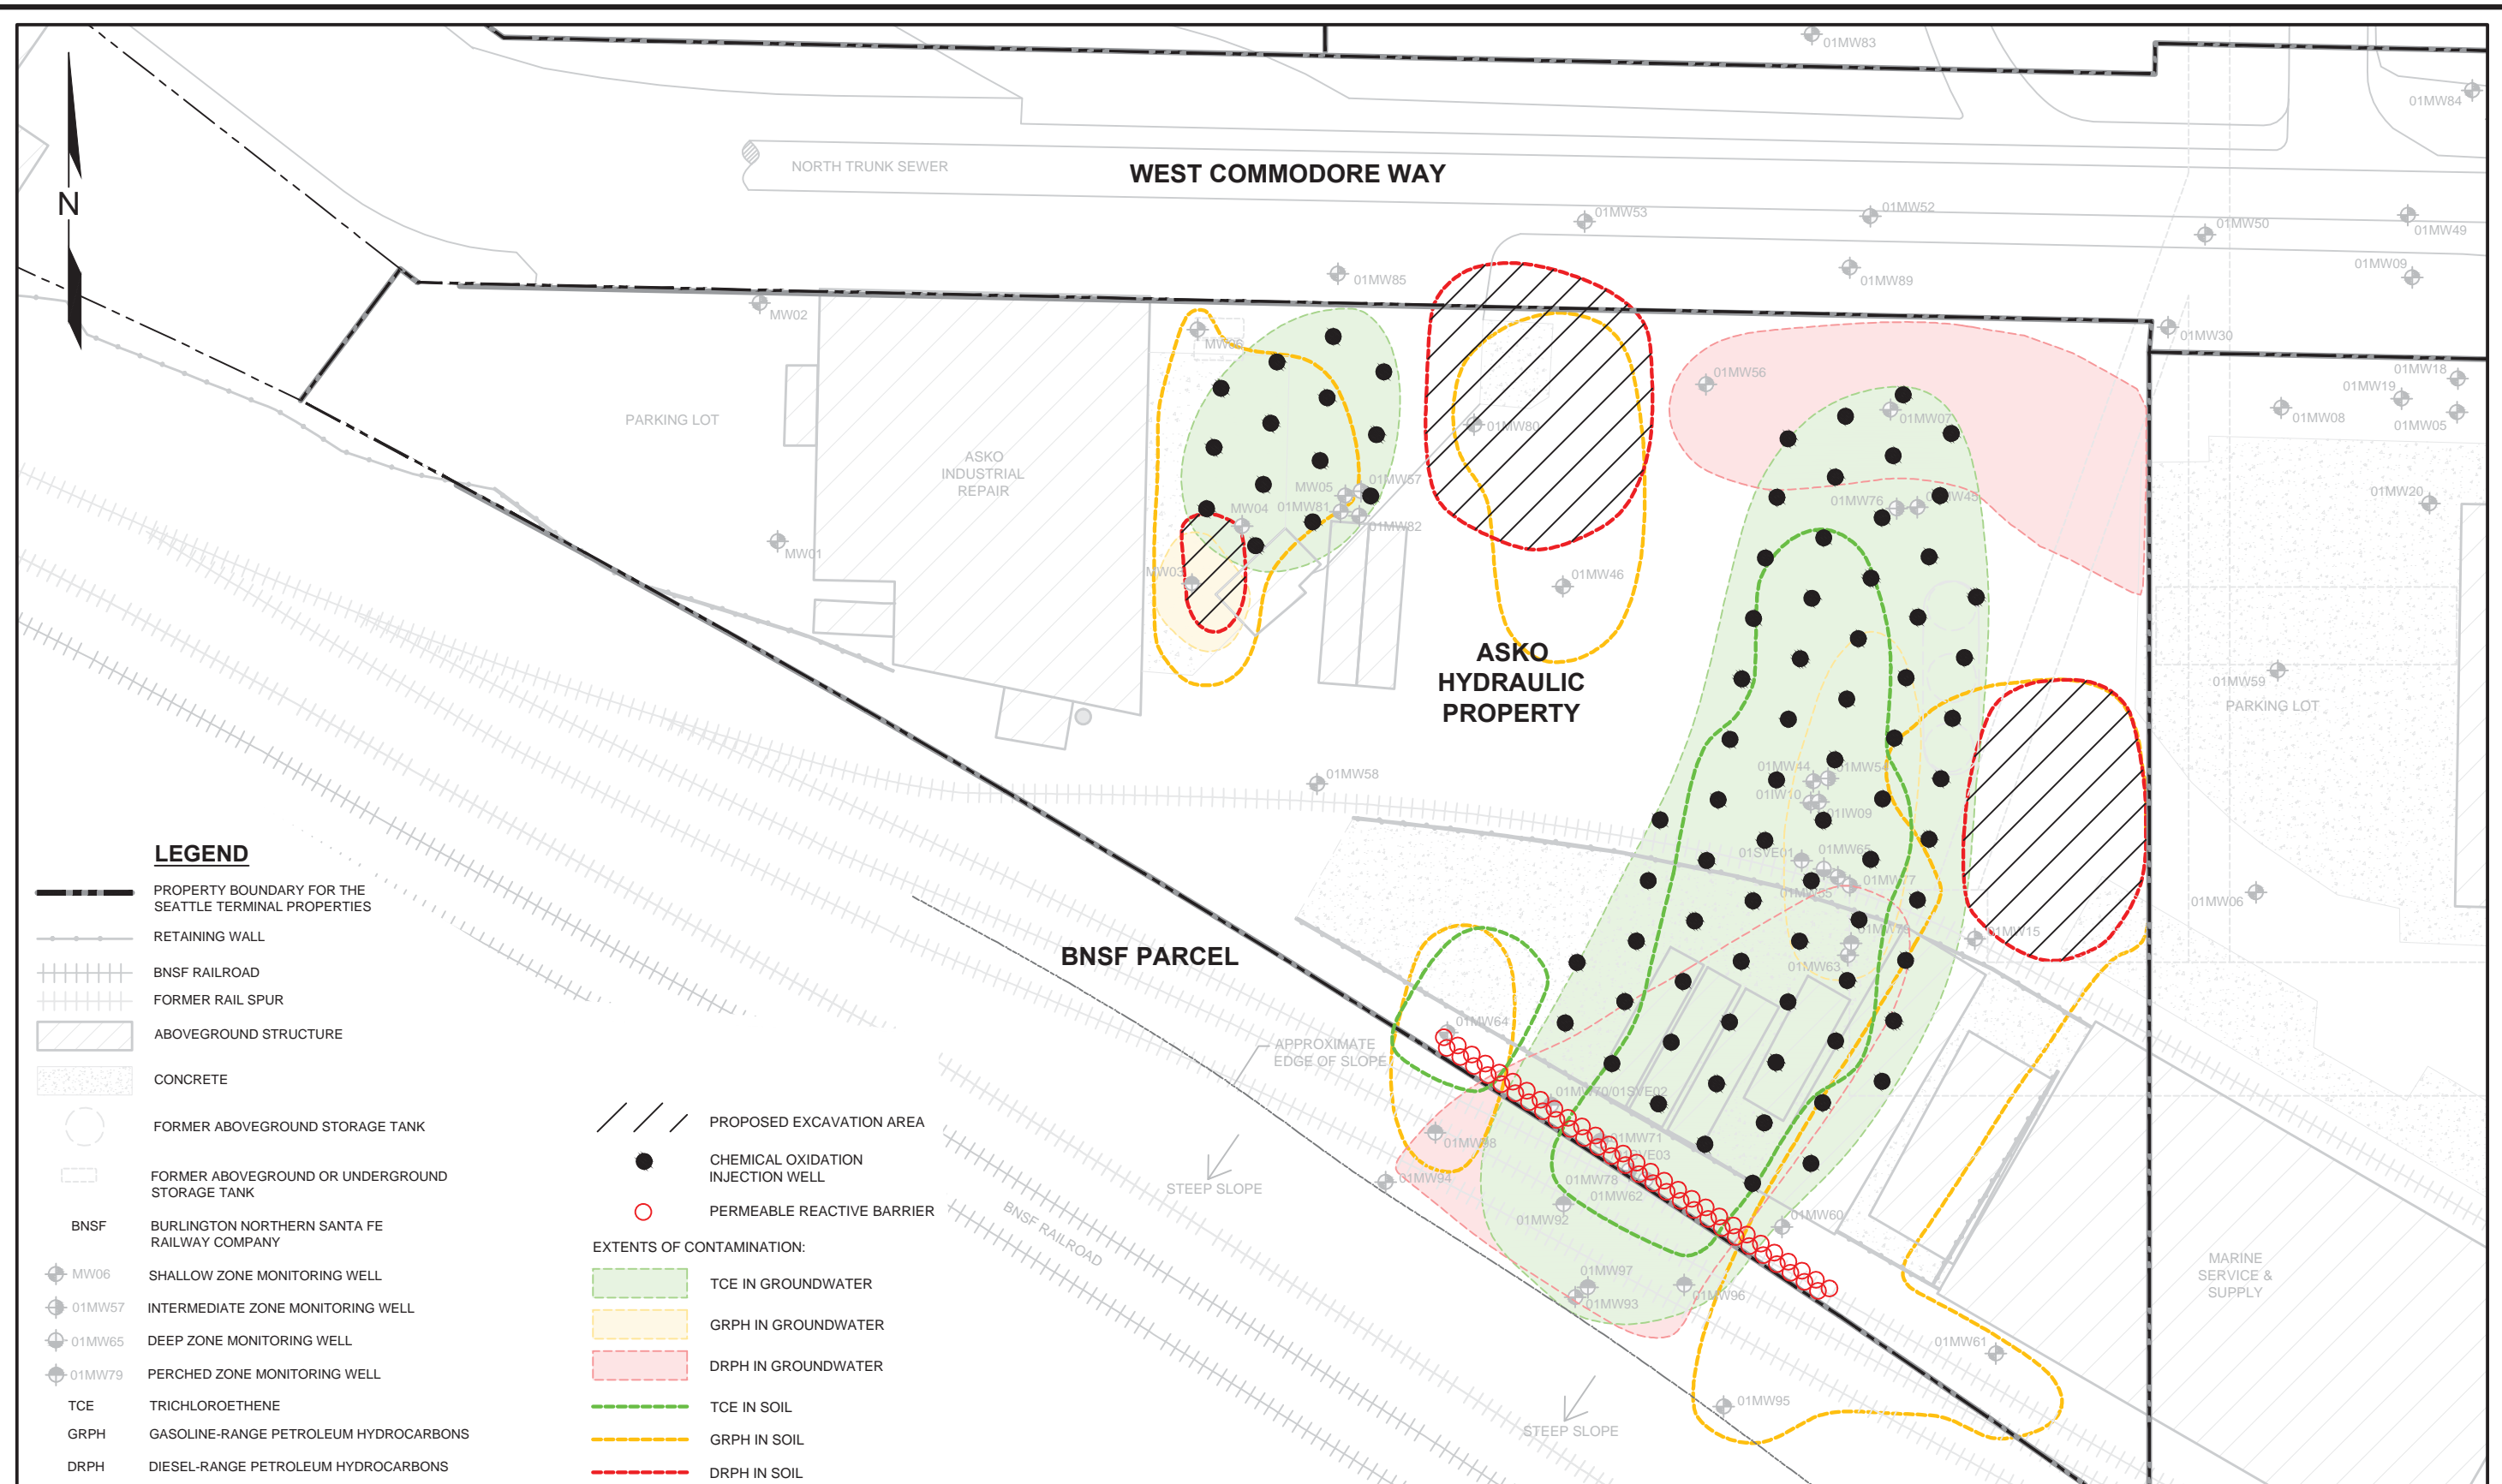 01MW83
01MW84
NORTH TRUNK SEWER
WEST COMMODORE WAY
N
01MW53
01MW52
01MW50
01MW49
01MW85
01MW89
01MW09
MW02
MW06
01MW30
01MW18
01MW19
01MW08
01MW05
01MW56
01MW07
PARKING LOT
01MW80
ASKO
INDUSTRIAL
REPAIR
MW05
01MW57
MW04
01MW81
01MW82
01MW76
01MW45
01MW20
MW01
MW03
01MW46
ASKO
HYDRAULIC
PROPERTY
01MW59
PARKING LOT
01MW58
01MW44
01MW54
01IW10
01IW09
01SVE01
01MW65
01MW77
01MW55
01MW06
01MW79
01MW15
01MW63
BNSF PARCEL
01MW64
APPROXIMATE
EDGE OF SLOPE
01MW70/01SVE02
01MW98
01MW71
01SVE03
01MW94
01MW78
01MW62
STEEP SLOPE
01MW92
01MW60
BNSF RAILROAD
01MW97
01MW93
01MW96
MARINE
SERVICE &
SUPPLY
01MW61
01MW95
STEEP SLOPE
LEGEND
PROPERTY BOUNDARY FOR THE
SEATTLE TERMINAL PROPERTIES
RETAINING WALL
BNSF RAILROAD
FORMER RAIL SPUR
ABOVEGROUND STRUCTURE
CONCRETE
FORMER ABOVEGROUND STORAGE TANK
FORMER ABOVEGROUND OR UNDERGROUND
STORAGE TANK
BNSF BURLINGTON NORTHERN SANTA FE
RAILWAY COMPANY
MW06 SHALLOW ZONE MONITORING WELL
01MW57 INTERMEDIATE ZONE MONITORING WELL
01MW65 DEEP ZONE MONITORING WELL
01MW79 PERCHED ZONE MONITORING WELL
TCE TRICHLOROETHENE
GRPH GASOLINE-RANGE PETROLEUM HYDROCARBONS
DRPH DIESEL-RANGE PETROLEUM HYDROCARBONS
PROPOSED EXCAVATION AREA
CHEMICAL OXIDATION
INJECTION WELL
PERMEABLE REACTIVE BARRIER
EXTENTS OF CONTAMINATION:
TCE IN GROUNDWATER
GRPH IN GROUNDWATER
DRPH IN GROUNDWATER
TCE IN SOIL
GRPH IN SOIL
DRPH IN SOIL